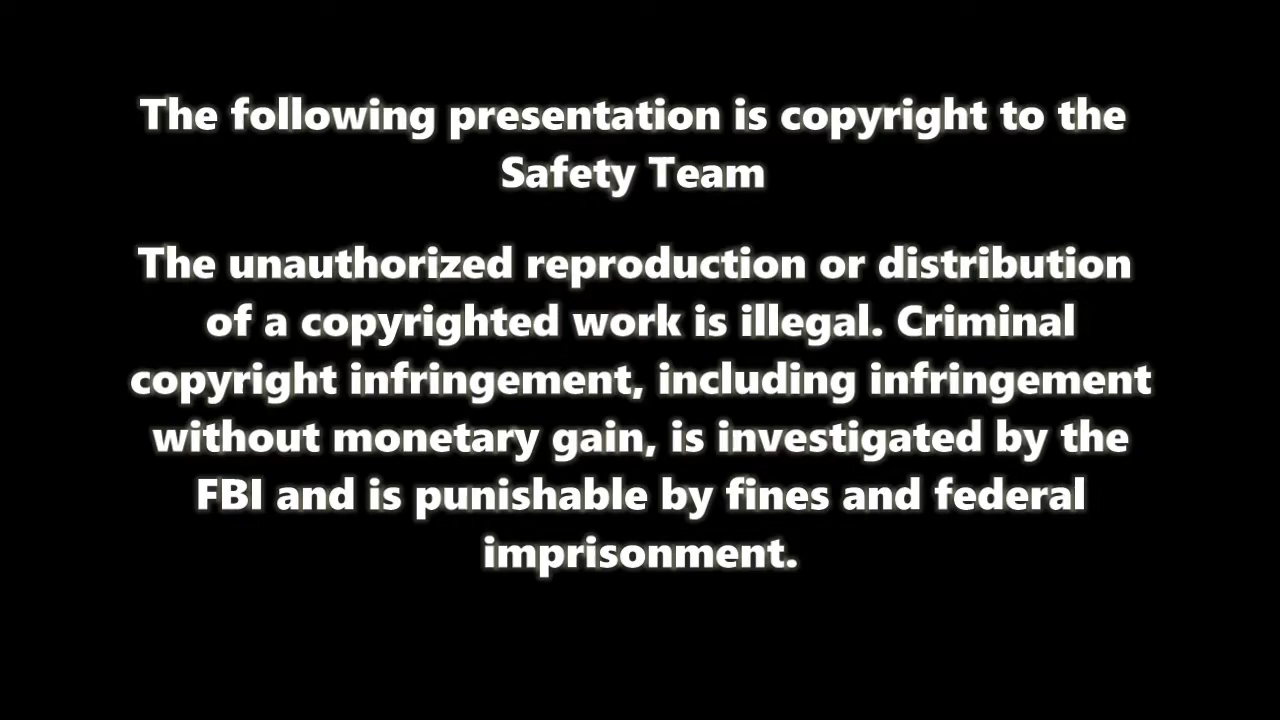 The following presentation is copyright to the
Safety Team
The unauthorized reproduction or distribution
of a copyrighted work is illegal. Criminal
copyright infringement, including infringement
without monetary gain, is investigated by the
FBI and is punishable by fines and federal
imprisonment.